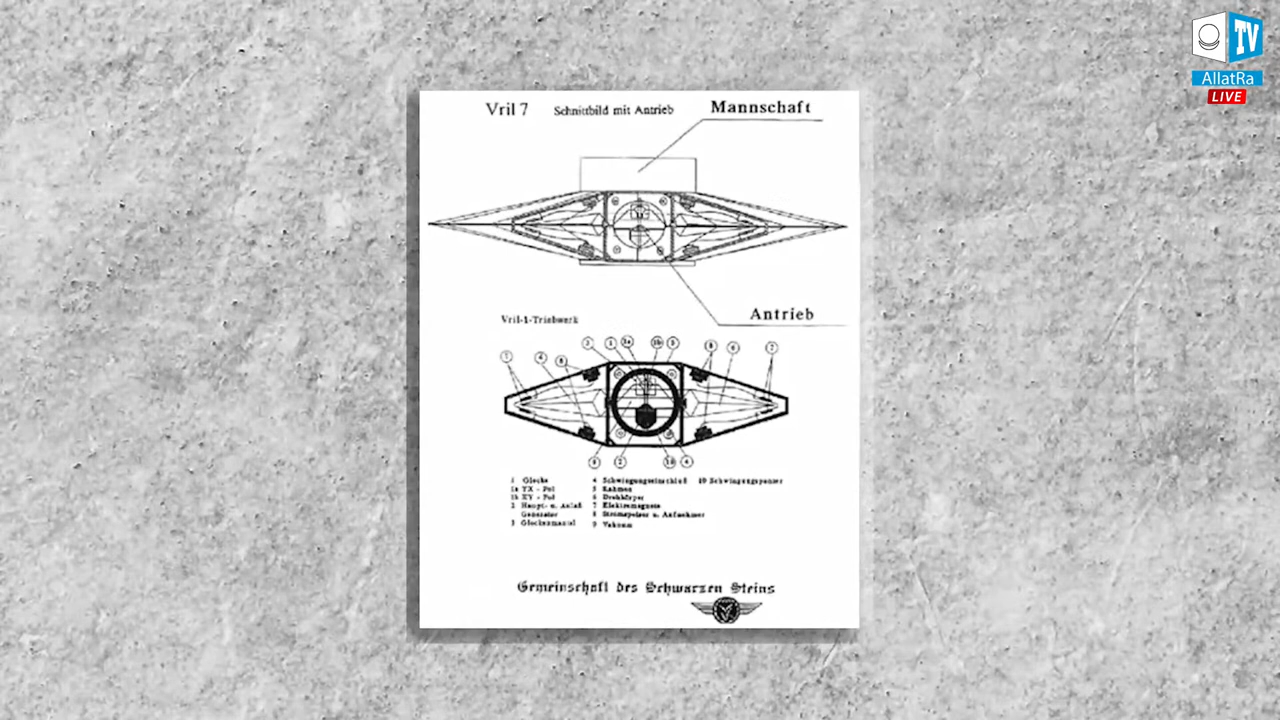 TV
AllatRa
LIVE
Vril 7 Schnittbild mit Antrieb Mannschaft
Antrieb
Vril-1-Triebwerk
1 Glocke 4 Schwingungseinschluß 10 Schwingungspanzer
1a YX - Pol 5 Rahmen
1b XY - Pol 6 Drehkörper
2 Haupt- u. Anlaß 7 Elektromagnete
Generator 8 Stromspeiser u. Aufnehmer
3 Glockenmantel 9 Vakuum
Gemeinschaft des Schwarzen Steins